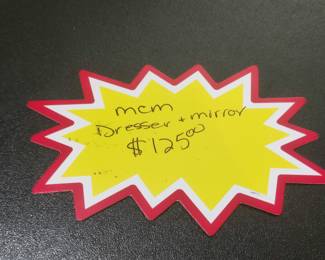 mcm
Dresser + mirror
$125.00